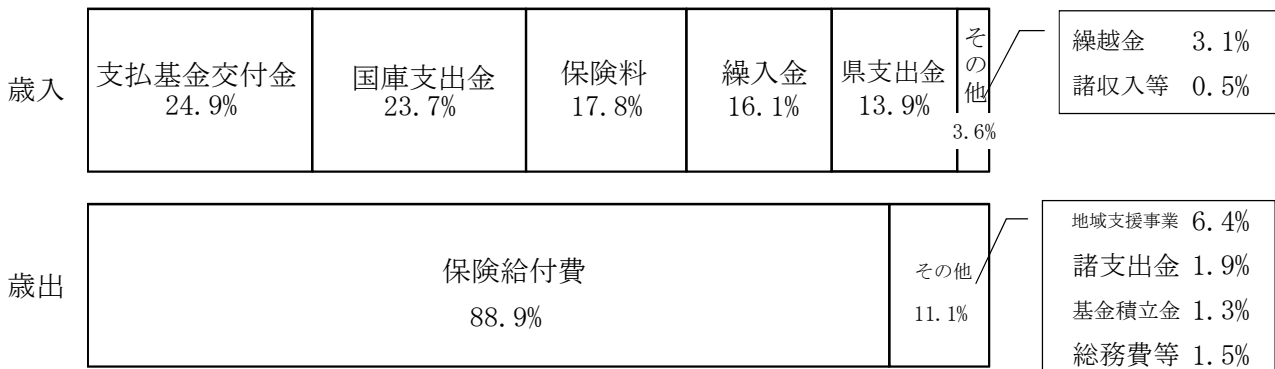 歳入
支払基金交付金
24.9%
国庫支出金
23.7%
保険料
17.8%
繰入金
16.1%
県支出金
13.9%
その他
3.6%
繰越金 3.1%
諸収入等 0.5%
歳出
保険給付費
88.9%
その他
11.1%
地域支援事業 6.4%
諸支出金 1.9%
基金積立金 1.3%
総務費等 1.5%